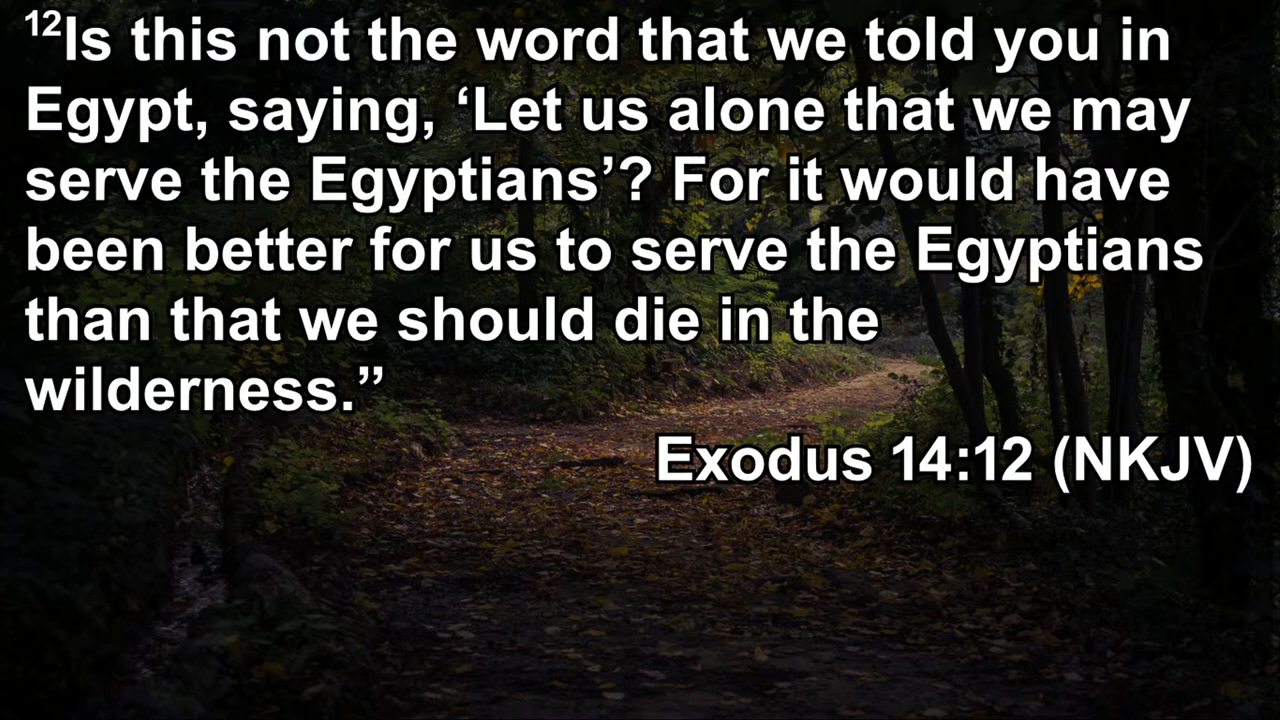 ¹²Is this not the word that we told you in
Egypt, saying, ‘Let us alone that we may
serve the Egyptians’? For it would have
been better for us to serve the Egyptians
than that we should die in the
wilderness.”
Exodus 14:12 (NKJV)